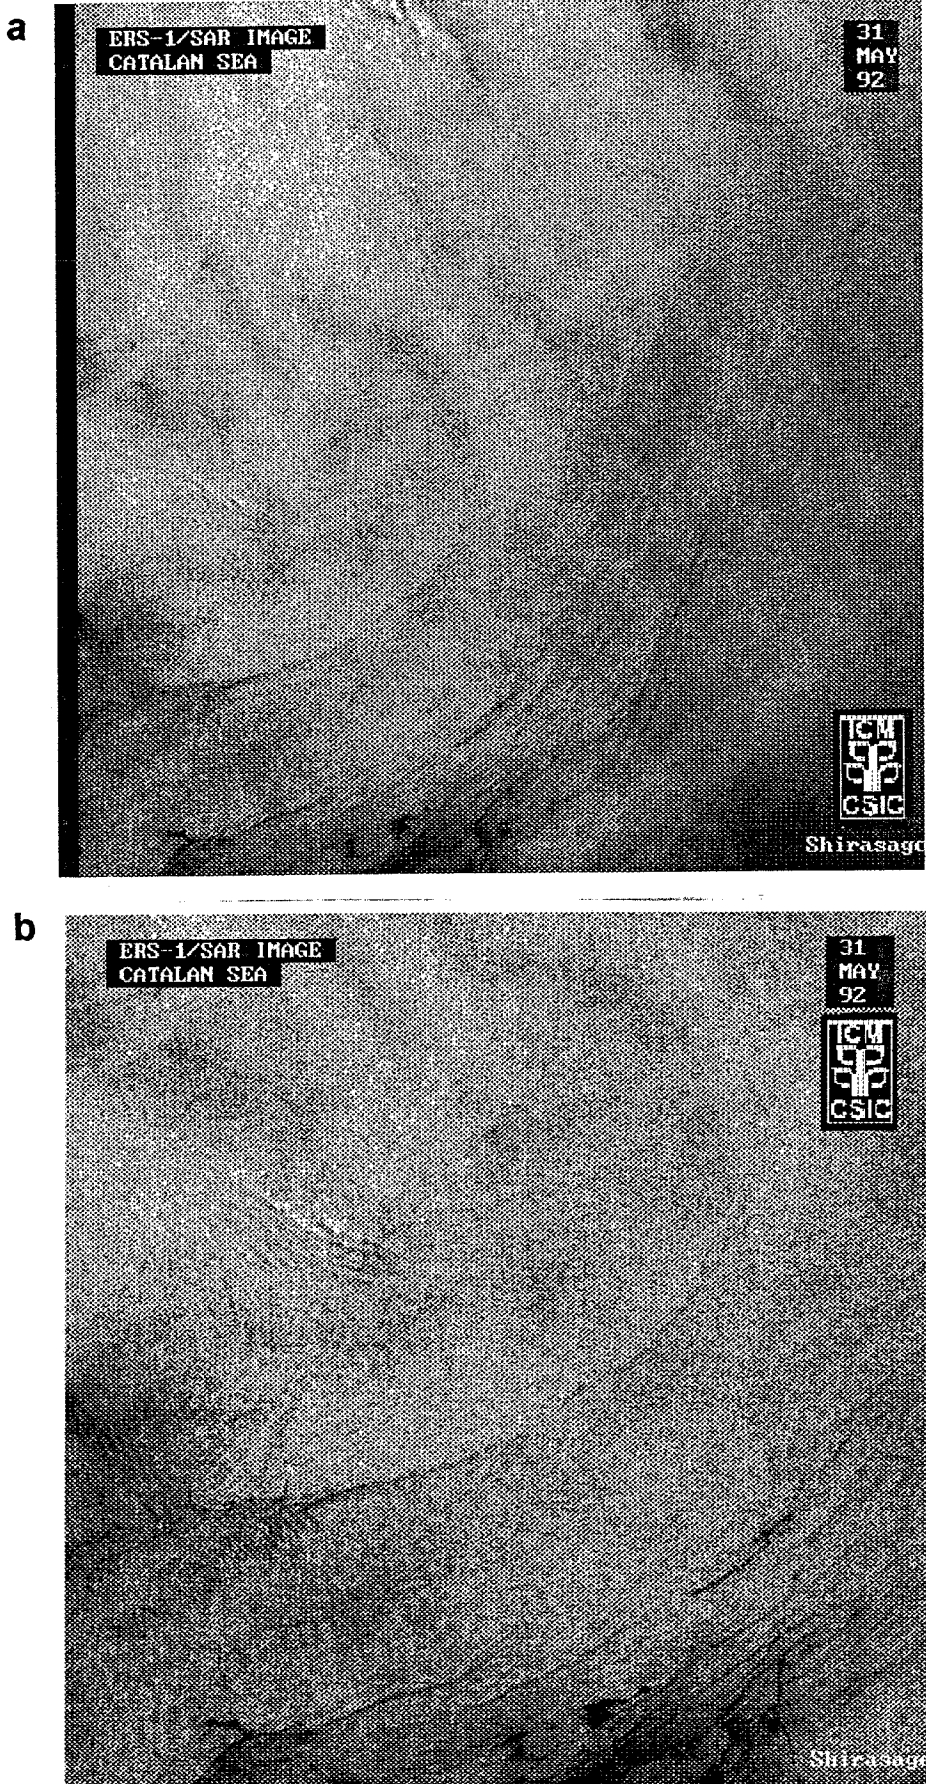 a
ERS-1/SAR IMAGE
CATALAN SEA
31
MAY
92
ICM
CSIC
Shirasago
b
ERS-1/SAR IMAGE
CATALAN SEA
31
MAY
92
ICM
CSIC
Shirasago